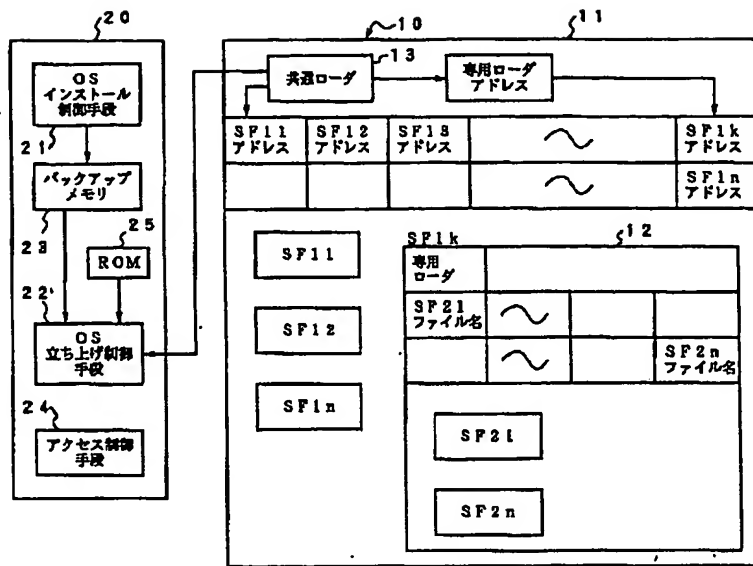 20
OS
インストール
制御手段
21
バックアップ
メモリ
23
25
ROM
22'
OS
立ち上げ制御
手段
24
アクセス制御
手段
10
11
13
共通ローダ
専用ローダ
アドレス
SF11
アドレス
SF12
アドレス
SF13
アドレス
SF1k
アドレス
SF1n
アドレス
SF11
SF12
SF1n
SF1k
12
専用
ローダ
SF21
ファイル名
SF2n
ファイル名
SF21
SF2n